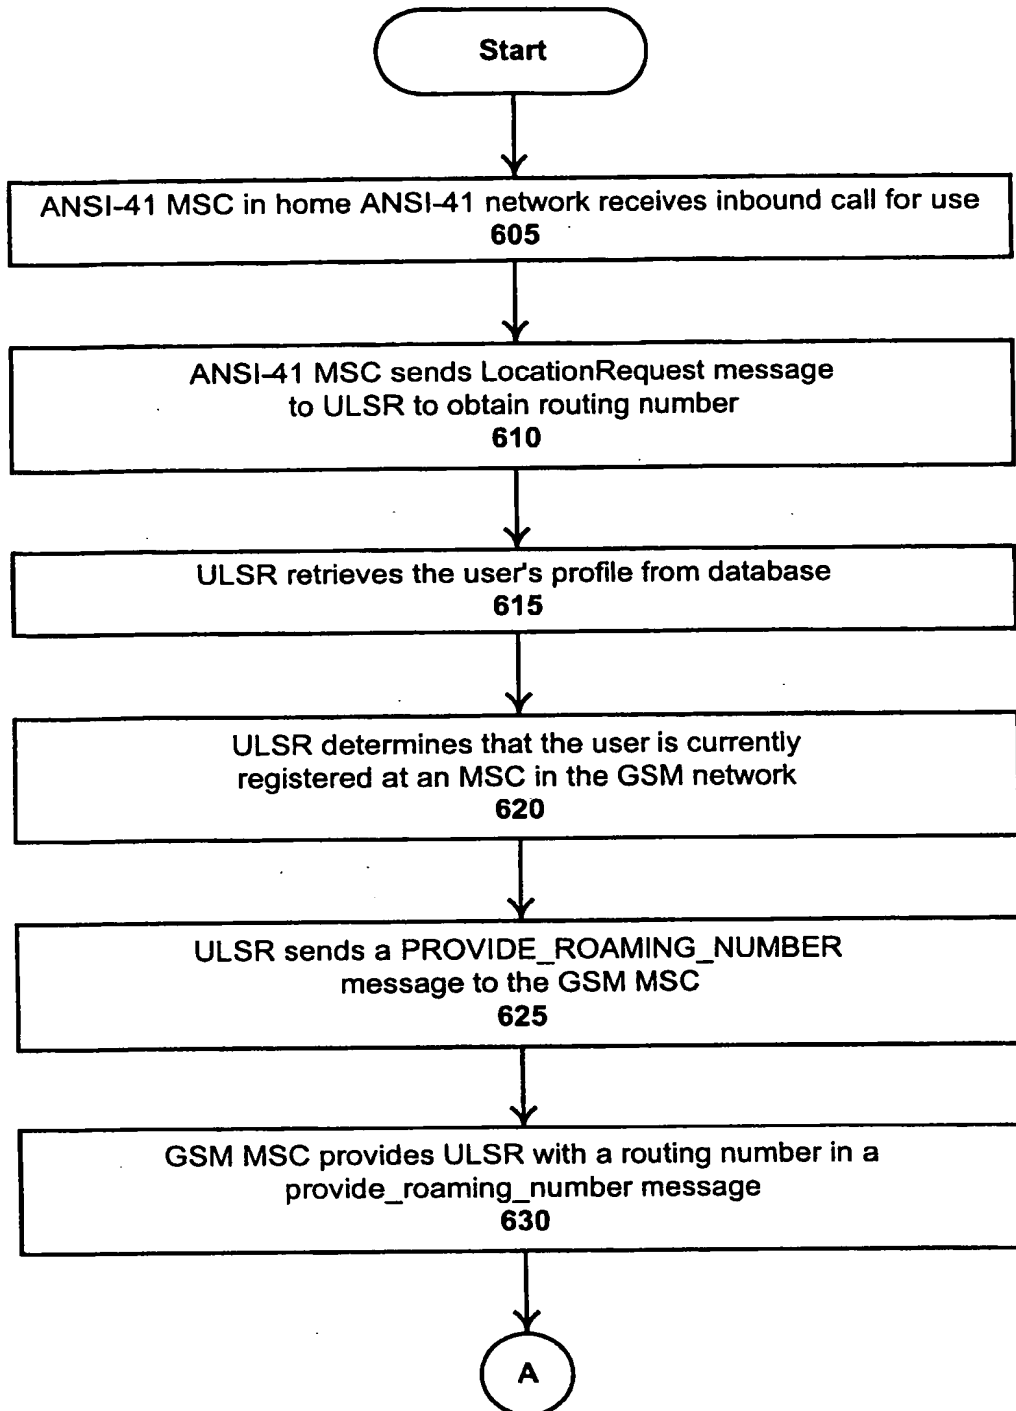 Start
ANSI-41 MSC in home ANSI-41 network receives inbound call for use
605
ANSI-41 MSC sends LocationRequest message
to ULSR to obtain routing number
610
ULSR retrieves the user's profile from database
615
ULSR determines that the user is currently
registered at an MSC in the GSM network
620
ULSR sends a PROVIDE_ROAMING_NUMBER
message to the GSM MSC
625
GSM MSC provides ULSR with a routing number in a
provide_roaming_number message
630
A